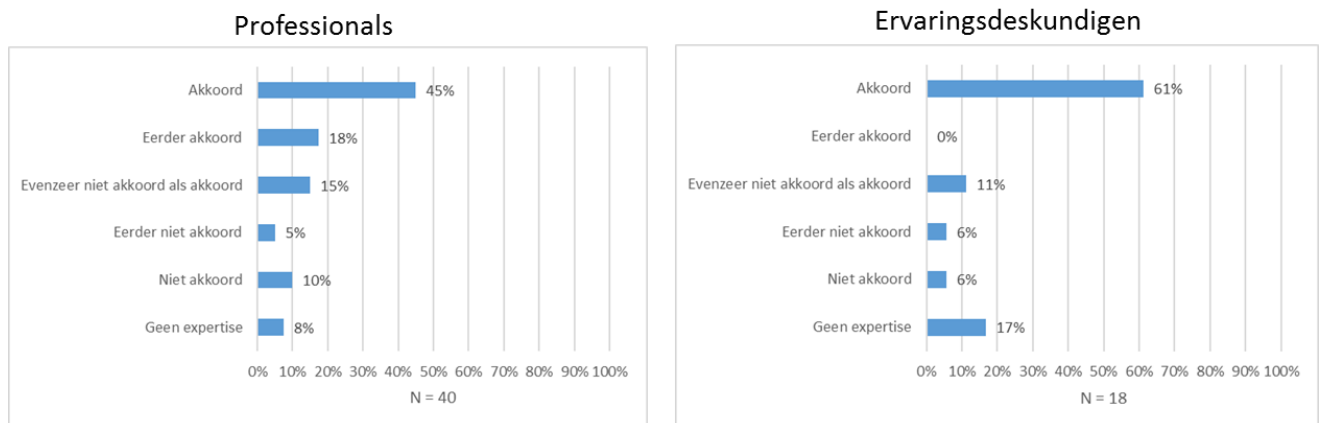 Professionals
Akkoord 45%
Eerder akkoord 18%
Evenzeer niet akkoord als akkoord 15%
Eerder niet akkoord 5%
Niet akkoord 10%
Geen expertise 8%
0% 10% 20% 30% 40% 50% 60% 70% 80% 90% 100%
N = 40
Ervaringsdeskundigen
Akkoord 61%
Eerder akkoord 0%
Evenzeer niet akkoord als akkoord 11%
Eerder niet akkoord 6%
Niet akkoord 6%
Geen expertise 17%
0% 10% 20% 30% 40% 50% 60% 70% 80% 90% 100%
N = 18